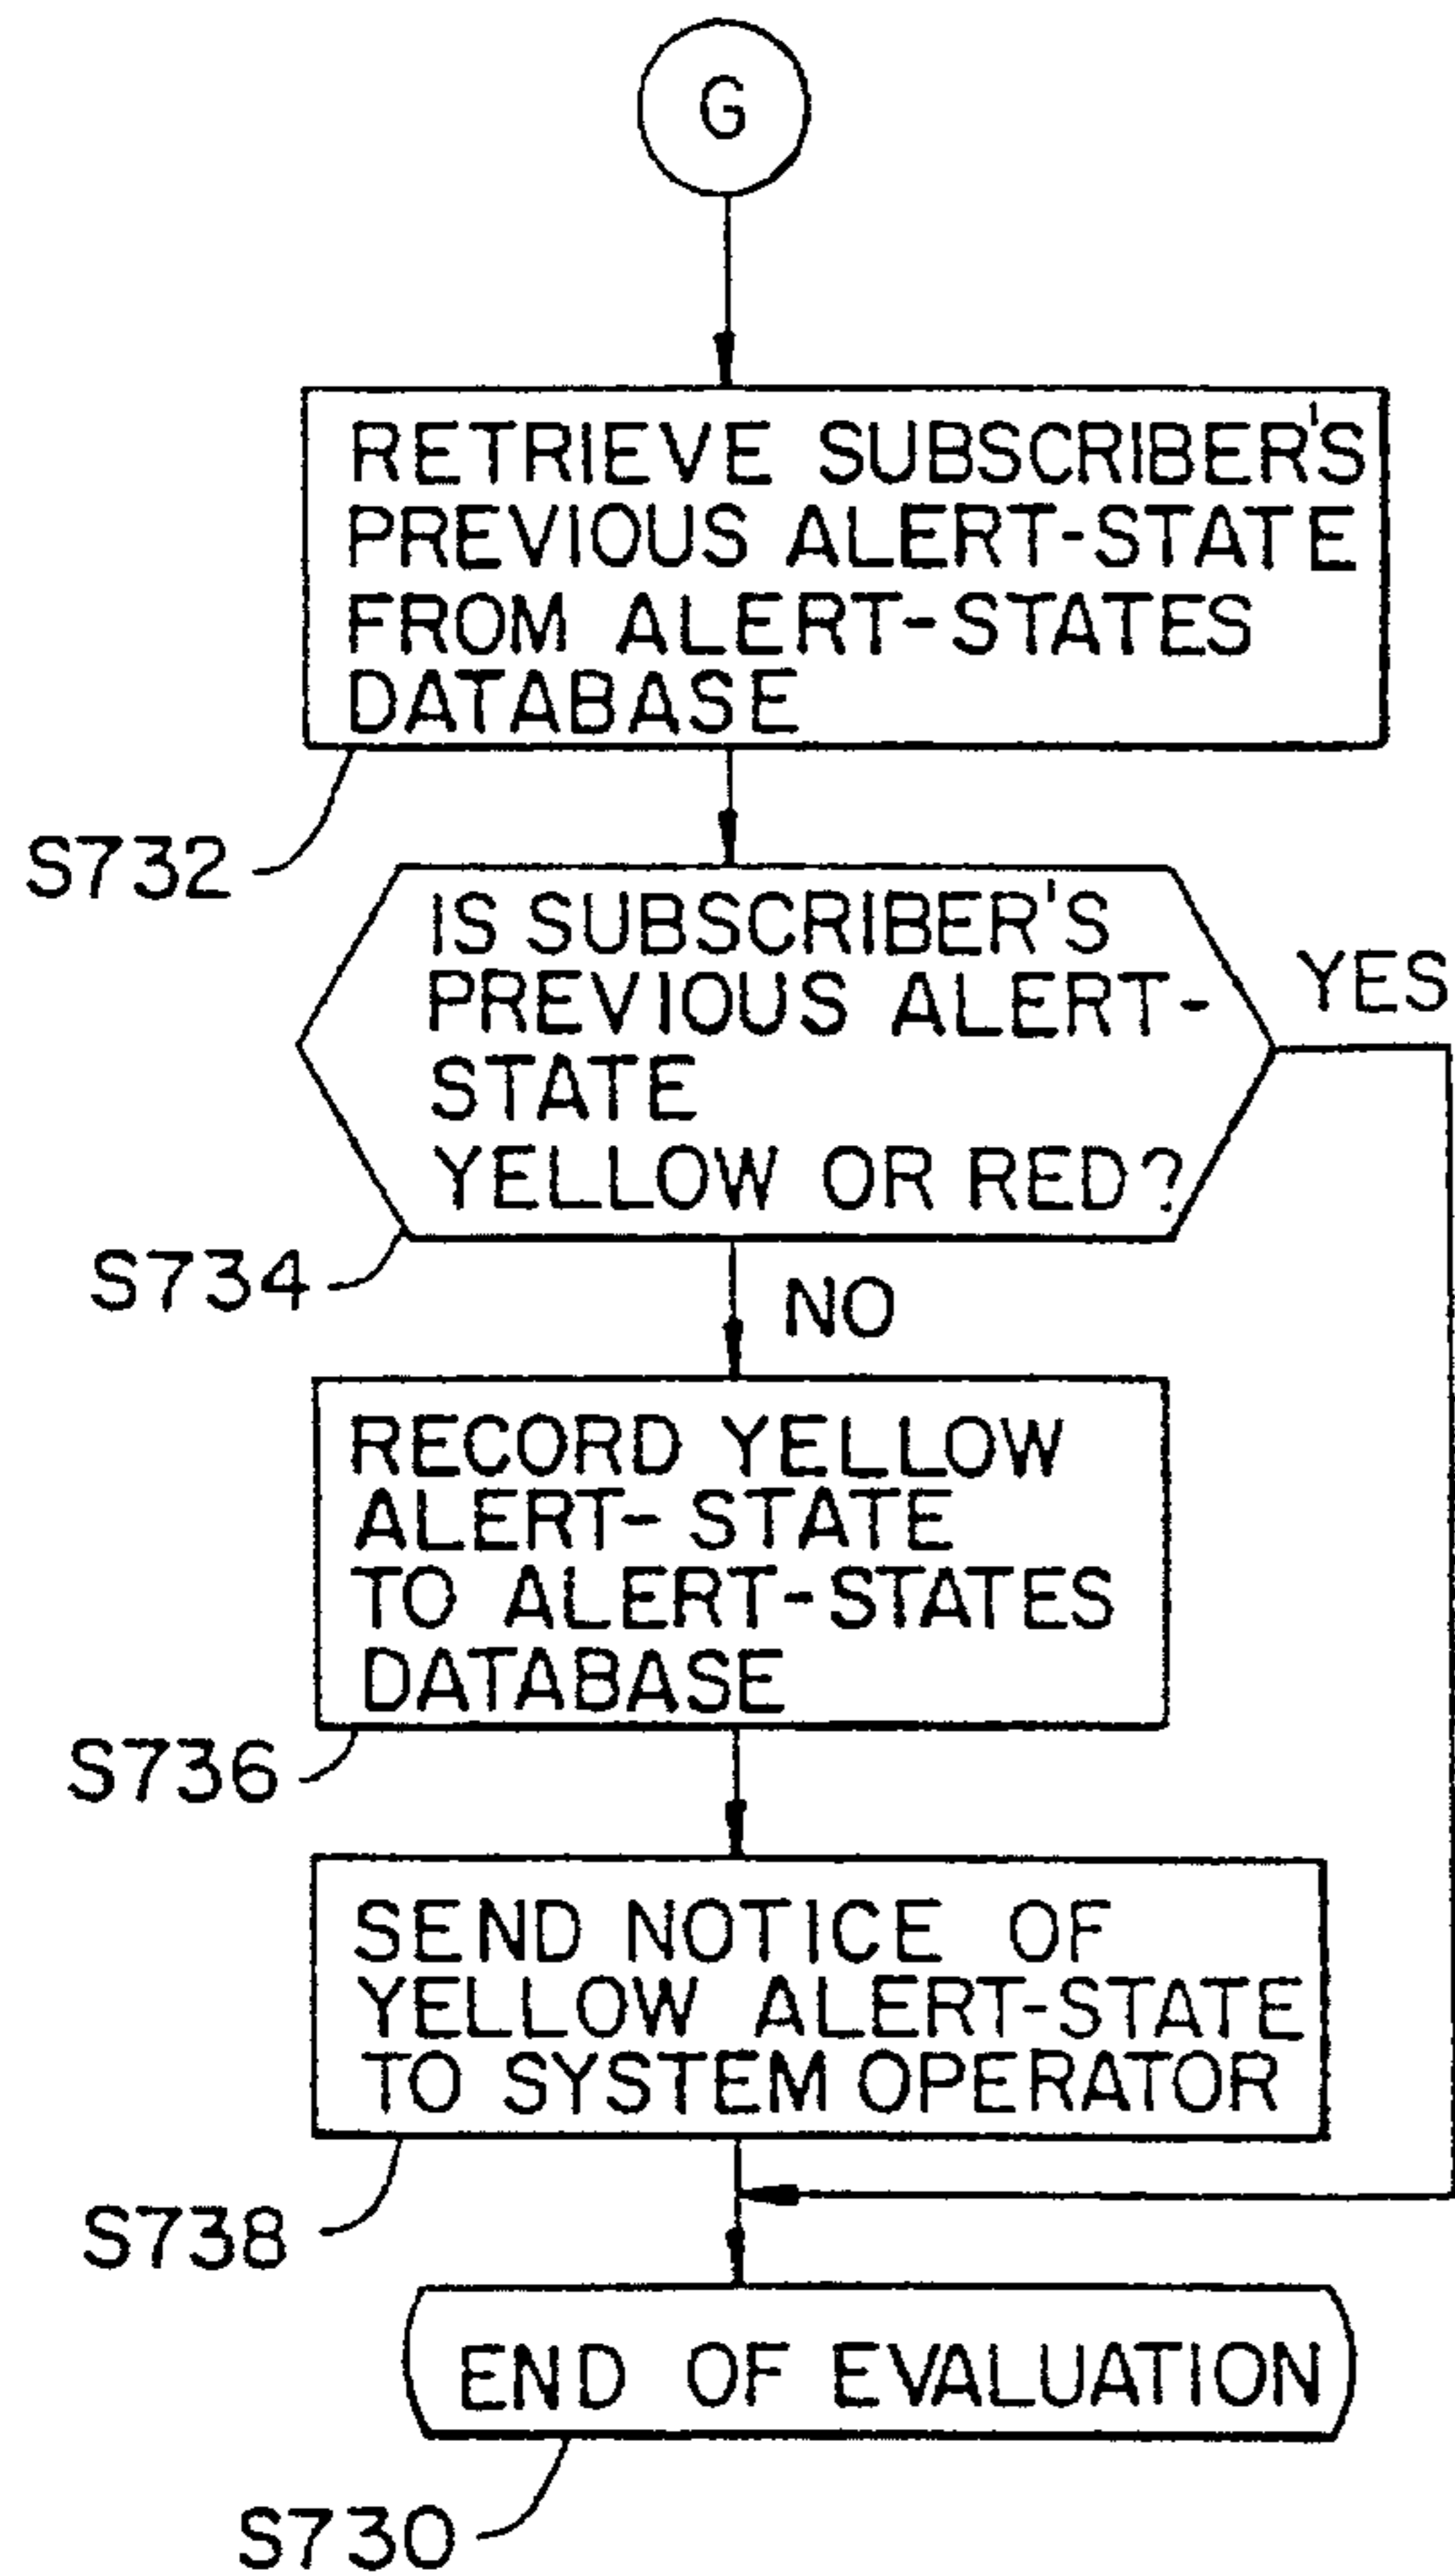 G
RETRIEVE SUBSCRIBER'S
PREVIOUS ALERT-STATE
FROM ALERT-STATES
DATABASE
S732
IS SUBSCRIBER'S
PREVIOUS ALERT-
STATE
YELLOW OR RED?
YES
S734
NO
RECORD YELLOW
ALERT-STATE
TO ALERT-STATES
DATABASE
S736
SEND NOTICE OF
YELLOW ALERT-STATE
TO SYSTEM OPERATOR
S738
END OF EVALUATION
S730